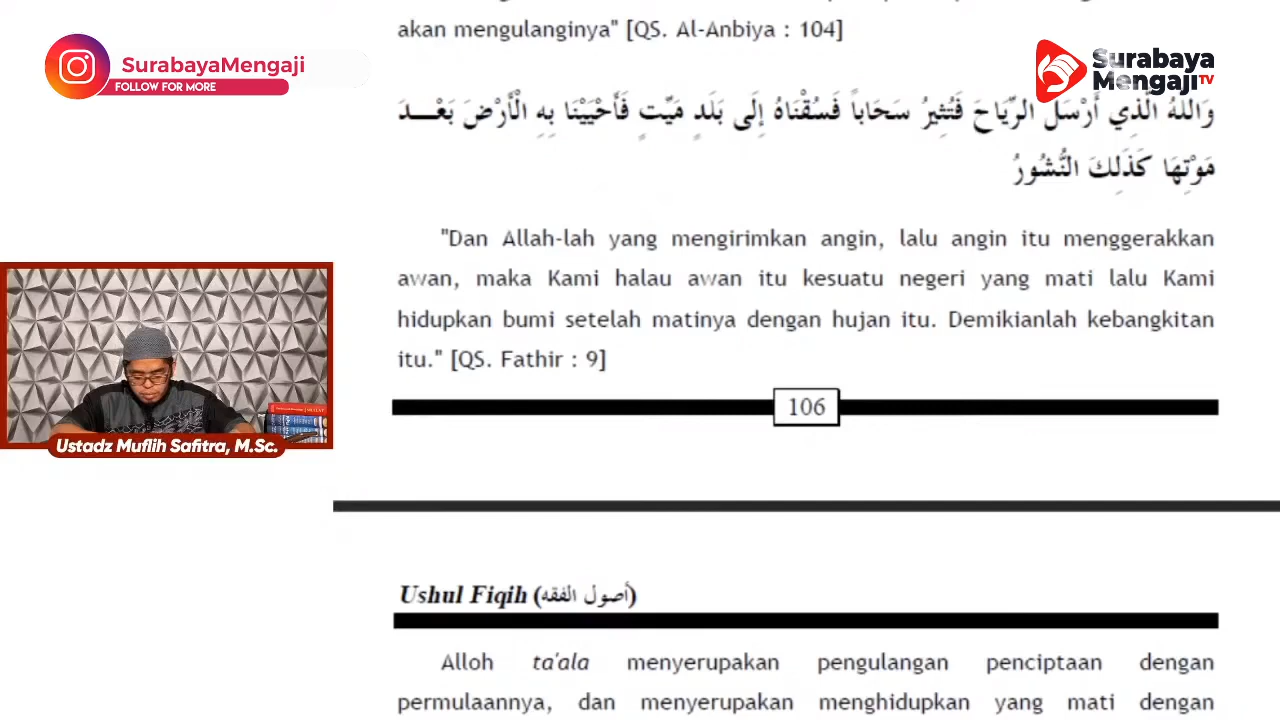 akan mengulanginya" [QS. Al-Anbiya : 104]
SurabayaMengaji
FOLLOW FOR MORE
Surabaya
Mengaji TV
وَاللهُ الَّذِي أَرْسَلَ الرِّيَاحَ فَتُثِيرُ سَحَاباً فَسُقْنَاهُ إِلَى بَلَدٍ مَيِّتٍ فَأَحْيَيْنَا بِهِ الْأَرْضَ بَعْــدَ
مَوْتِهَا كَذَلِكَ النُّشُورُ
"Dan Allah-lah yang mengirimkan angin, lalu angin itu menggerakkan
awan, maka Kami halau awan itu kesuatu negeri yang mati lalu Kami
hidupkan bumi setelah matinya dengan hujan itu. Demikianlah kebangkitan
itu." [QS. Fathir : 9]
106
Ustadz Muflih Safitra, M.Sc.
Ushul Fiqih (أصول الفقه)
Alloh ta'ala menyerupakan pengulangan penciptaan dengan
permulaannya, dan menyerupakan menghidupkan yang mati dengan